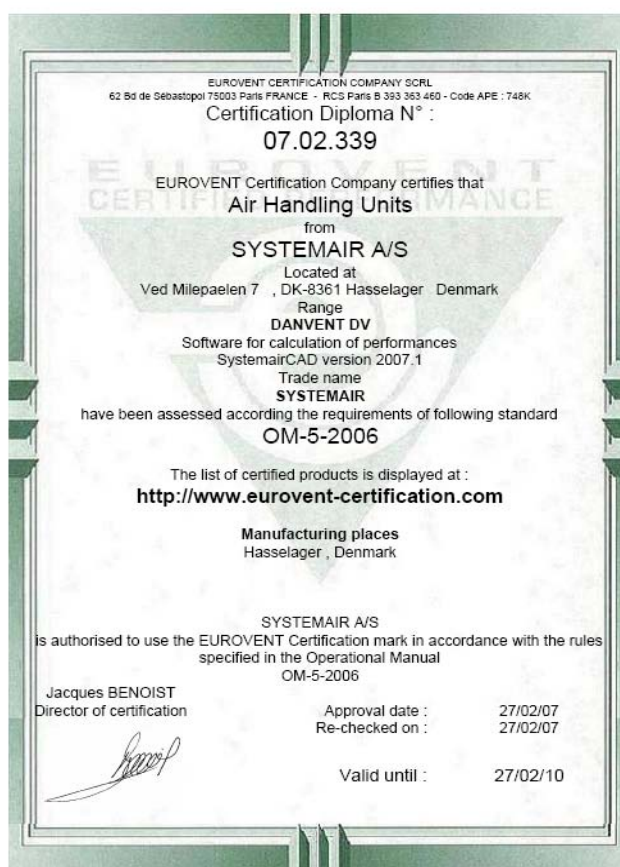 EUROVENT CERTIFICATION COMPANY SCRL
62 Bd de Sébastopol 75003 Paris FRANCE - RCS Paris B 393 363 460 - Code APE : 748K
Certification Diploma N° :
07.02.339
EUROVENT
CERTIFIED PERFORMANCE
EUROVENT Certification Company certifies that
Air Handling Units
from
SYSTEMAIR A/S
Located at
Ved Milepaelen 7 , DK-8361 Hasselager Denmark
Range
DANVENT DV
Software for calculation of performances
SystemairCAD version 2007.1
Trade name
SYSTEMAIR
have been assessed according the requirements of following standard
OM-5-2006
The list of certified products is displayed at :
http://www.eurovent-certification.com
Manufacturing places
Hasselager , Denmark
SYSTEMAIR A/S
is authorised to use the EUROVENT Certification mark in accordance with the rules
specified in the Operational Manual
OM-5-2006
Jacques BENOIST
Director of certification
Approval date : 27/02/07
Re-checked on : 27/02/07
Valid until : 27/02/10